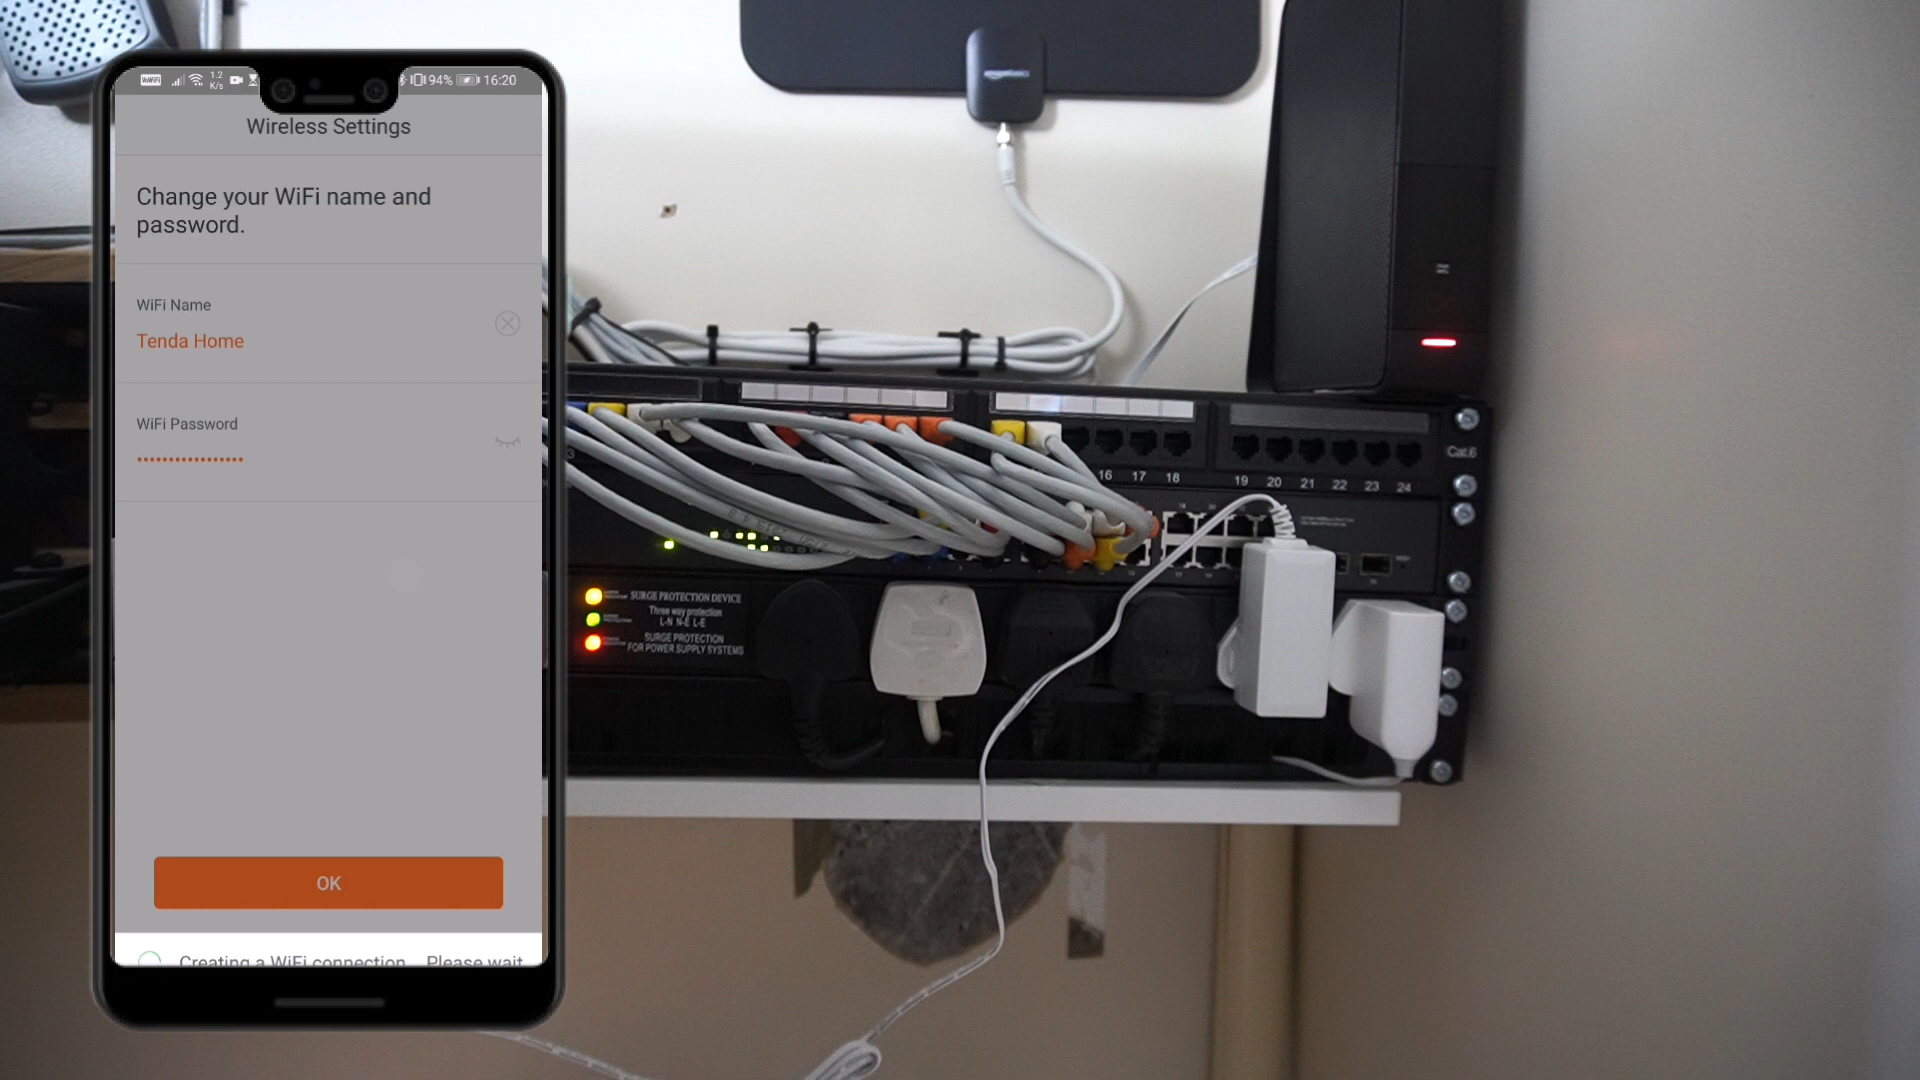 VoWiFi
1.2
K/s
94%
16:20
Wireless Settings
Change your WiFi name and
password.
WiFi Name
Tenda Home
WiFi Password
OK
Creating a WiFi connection... Please wait
16 17 18
19 20 21 22 23 24
Cat.6
SURGE PROTECTION DEVICE
Three way protection
L-N N-E L-E
SURGE PROTECTION
FOR POWER SUPPLY SYSTEMS